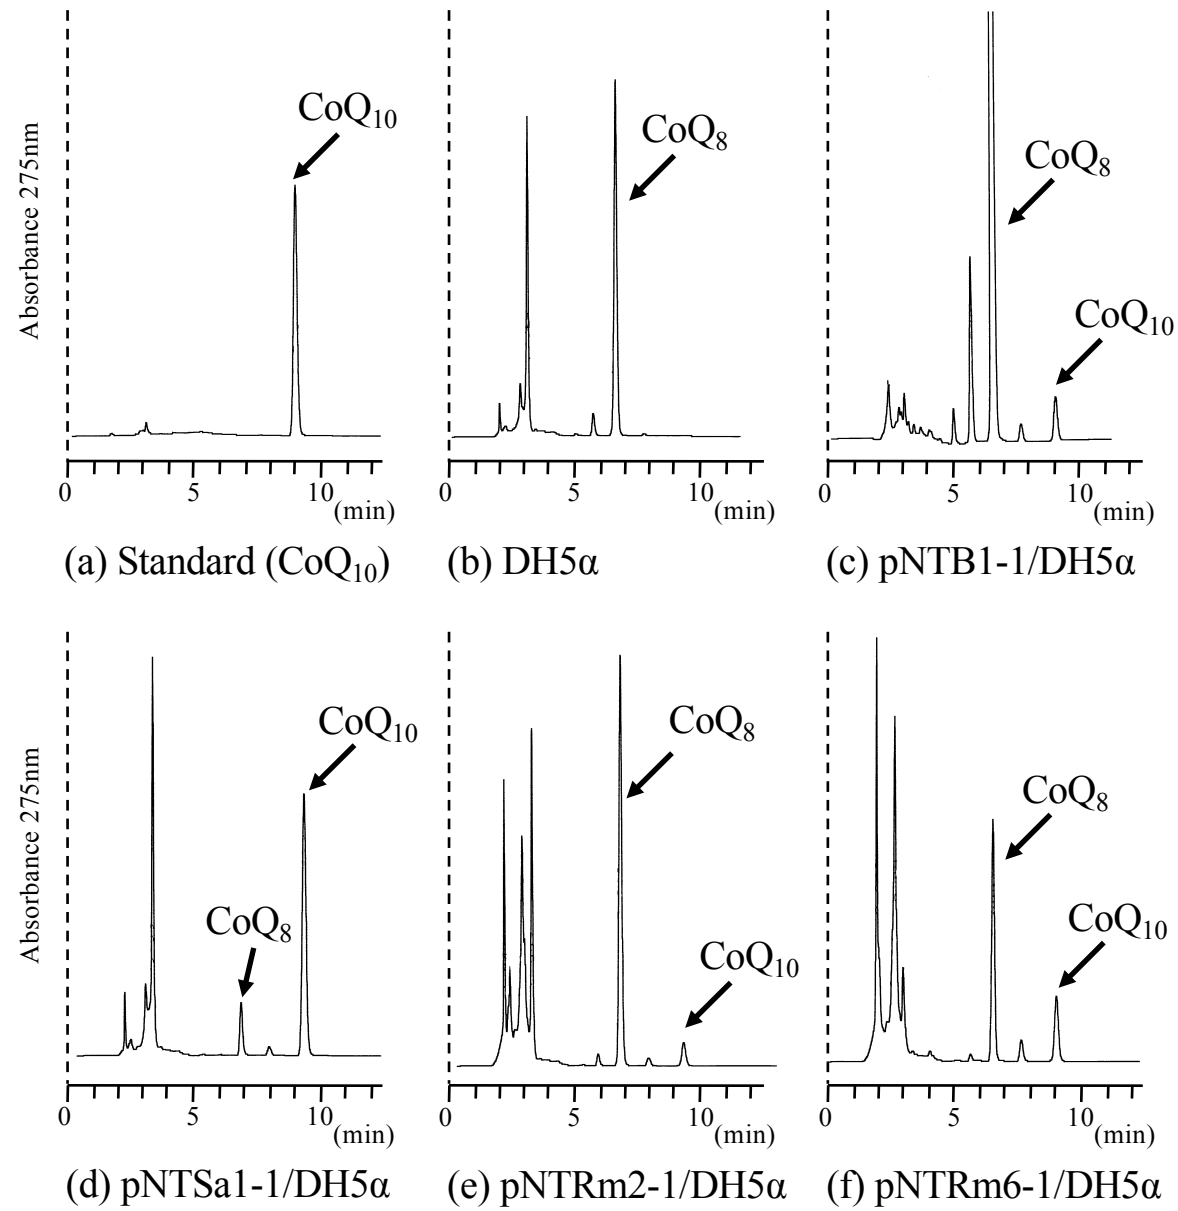 CoQ₁₀
CoQ₈
CoQ₈
CoQ₁₀
Absorbance 275nm
0 5 10 (min)
0 5 10 (min)
0 5 10 (min)
(a) Standard (CoQ₁₀)
(b) DH5α
(c) pNTB1-1/DH5α
CoQ₁₀
CoQ₈
CoQ₈
CoQ₁₀
CoQ₈
CoQ₁₀
Absorbance 275nm
0 5 10 (min)
0 5 10 (min)
0 5 10 (min)
(d) pNTSa1-1/DH5α
(e) pNTRm2-1/DH5α
(f) pNTRm6-1/DH5α